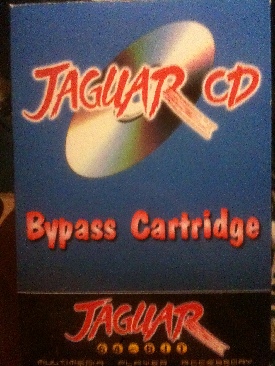 JAGUAR CD
Bypass Cartridge
JAGUAR
64-BIT
MULTIMEDIA PLAYER ACCESSORY